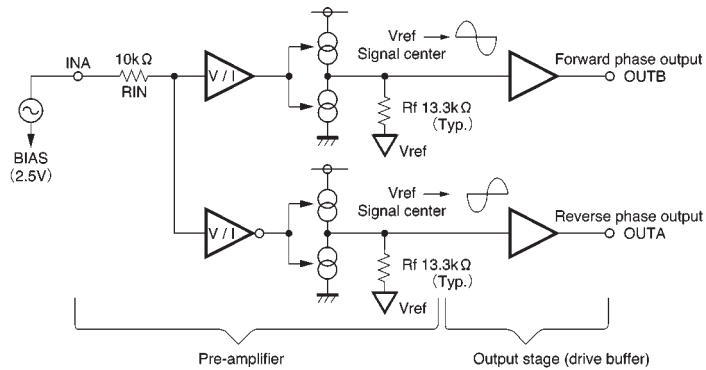 INA
10kΩ
RIN
BIAS
(2.5V)
V / I
Vref
Signal center
Rf 13.3kΩ
(Typ.)
Vref
Forward phase output
OUTB
V / I
Vref
Signal center
Rf 13.3kΩ
(Typ.)
Vref
Reverse phase output
OUTA
Pre-amplifier
Output stage (drive buffer)